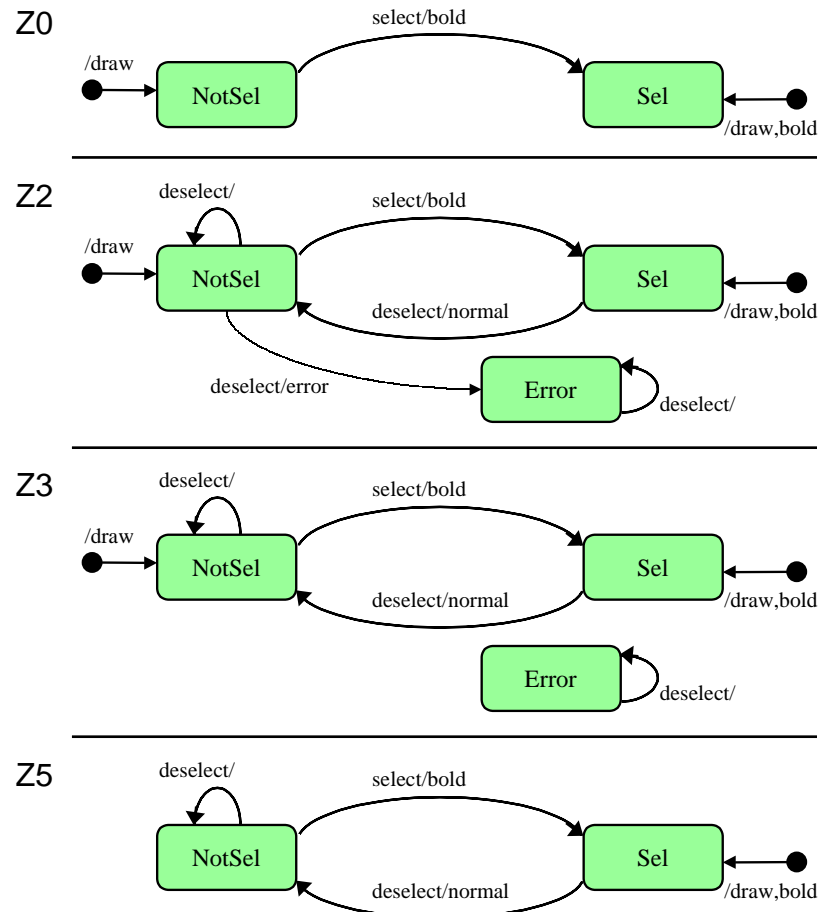 Z0
select/bold
/draw
NotSel
Sel
/draw,bold
Z2
deselect/
select/bold
/draw
NotSel
Sel
/draw,bold
deselect/normal
deselect/error
Error
deselect/
Z3
deselect/
select/bold
/draw
NotSel
Sel
/draw,bold
deselect/normal
Error
deselect/
Z5
deselect/
select/bold
NotSel
Sel
/draw,bold
deselect/normal